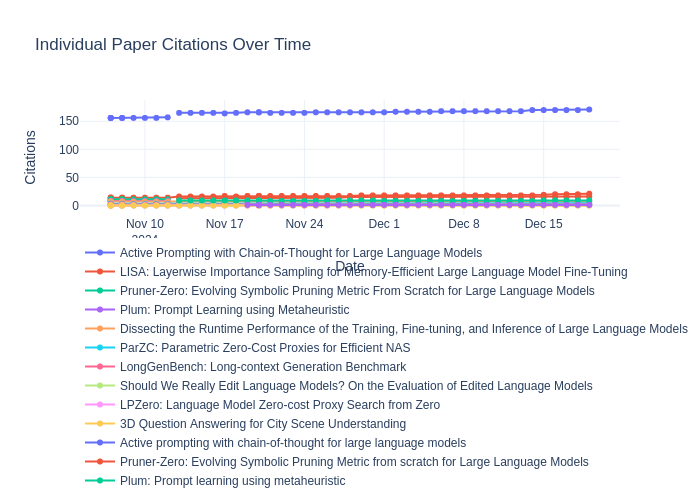 Individual Paper Citations Over Time
Citations
150
100
50
0
Nov 10
2024
Nov 17
Nov 24
Dec 1
Dec 8
Dec 15
Date
Active Prompting with Chain-of-Thought for Large Language Models
LISA: Layerwise Importance Sampling for Memory-Efficient Large Language Model Fine-Tuning
Pruner-Zero: Evolving Symbolic Pruning Metric From Scratch for Large Language Models
Plum: Prompt Learning using Metaheuristic
Dissecting the Runtime Performance of the Training, Fine-tuning, and Inference of Large Language Models
ParZC: Parametric Zero-Cost Proxies for Efficient NAS
LongGenBench: Long-context Generation Benchmark
Should We Really Edit Language Models? On the Evaluation of Edited Language Models
LPZero: Language Model Zero-cost Proxy Search from Zero
3D Question Answering for City Scene Understanding
Active prompting with chain-of-thought for large language models
Pruner-Zero: Evolving Symbolic Pruning Metric from scratch for Large Language Models
Plum: Prompt learning using metaheuristic